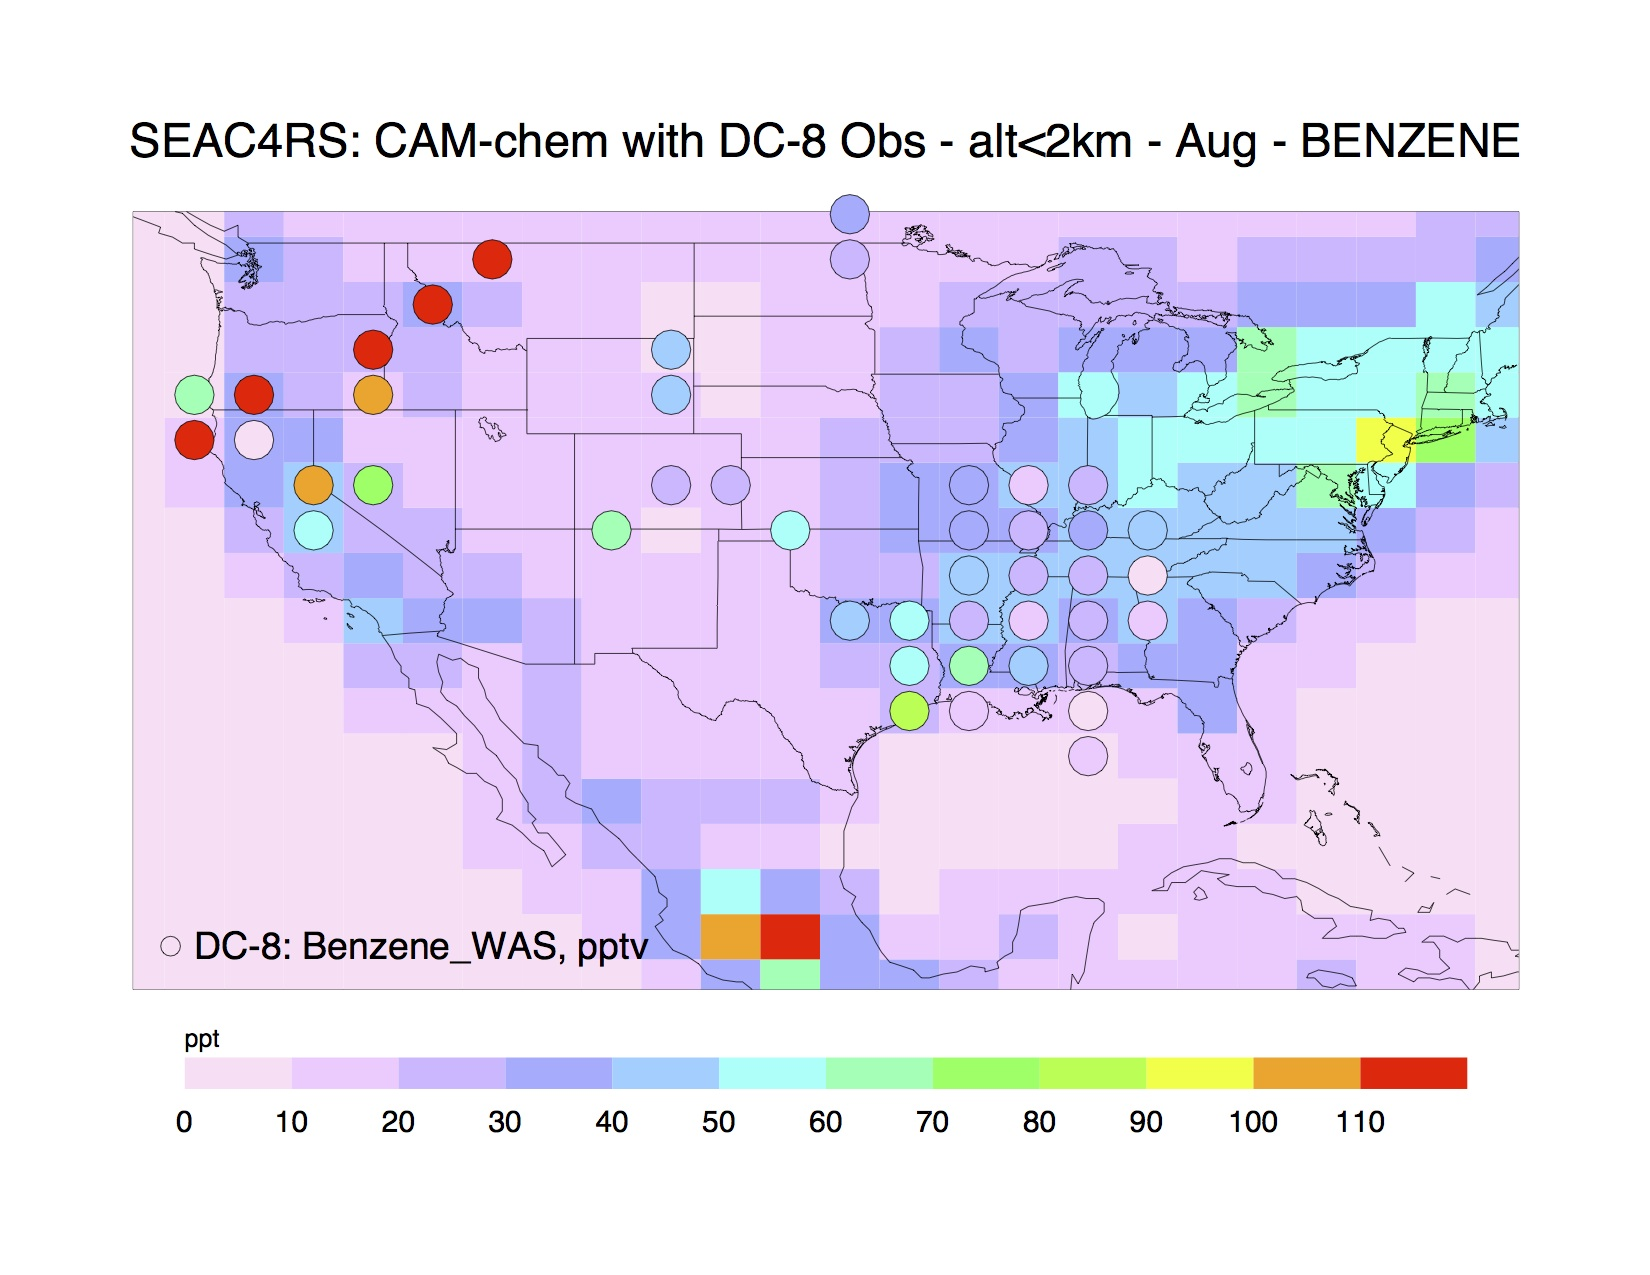 SEAC4RS: CAM-chem with DC-8 Obs - alt<2km - Aug - BENZENE
DC-8: Benzene_WAS, pptv
ppt
0 10 20 30 40 50 60 70 80 90 100 110